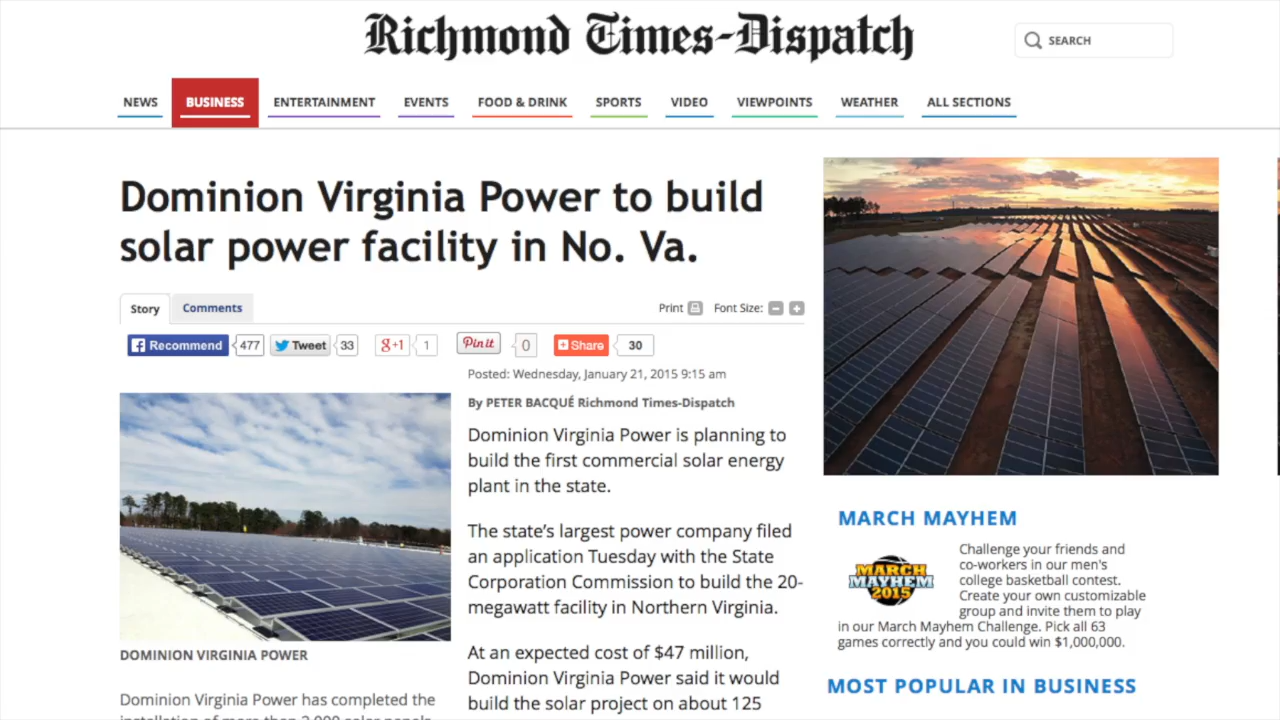 Richmond Times-Dispatch
SEARCH
NEWS BUSINESS ENTERTAINMENT EVENTS FOOD & DRINK SPORTS VIDEO VIEWPOINTS WEATHER ALL SECTIONS
Dominion Virginia Power to build
solar power facility in No. Va.
Story Comments Print Font Size:
Recommend 477 Tweet 33 g+1 1 Pin it 0 Share 30
Posted: Wednesday, January 21, 2015 9:15 am
By PETER BACQUÉ Richmond Times-Dispatch
Dominion Virginia Power is planning to
build the first commercial solar energy
plant in the state.
The state’s largest power company filed
an application Tuesday with the State
Corporation Commission to build the 20-
megawatt facility in Northern Virginia.
At an expected cost of $47 million,
Dominion Virginia Power said it would
build the solar project on about 125
DOMINION VIRGINIA POWER
Dominion Virginia Power has completed the
installation of more than 2,000 solar panels
MARCH MAYHEM
MARCH
MAYHEM
2015
Challenge your friends and
co-workers in our men's
college basketball contest.
Create your own customizable
group and invite them to play
in our March Mayhem Challenge. Pick all 63
games correctly and you could win $1,000,000.
MOST POPULAR IN BUSINESS